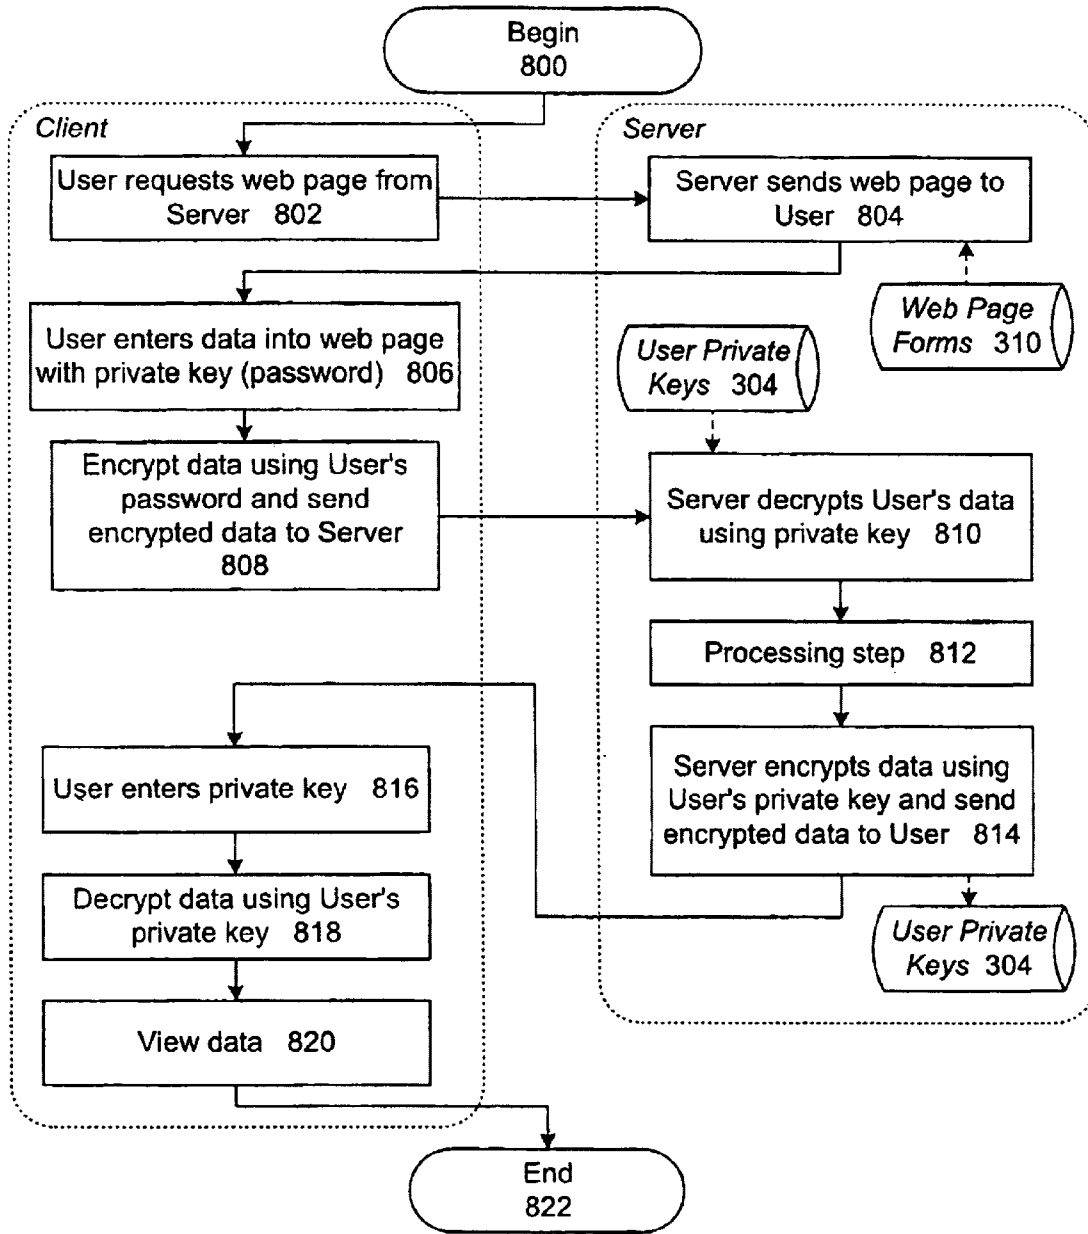 Begin
800
Client
Server
User requests web page from
Server 802
Server sends web page to
User 804
Web Page
Forms 310
User enters data into web page
with private key (password) 806
User Private
Keys 304
Encrypt data using User's
password and send
encrypted data to Server
808
Server decrypts User's data
using private key 810
Processing step 812
Server encrypts data using
User's private key and send
encrypted data to User 814
User enters private key 816
Decrypt data using User's
private key 818
User Private
Keys 304
View data 820
End
822